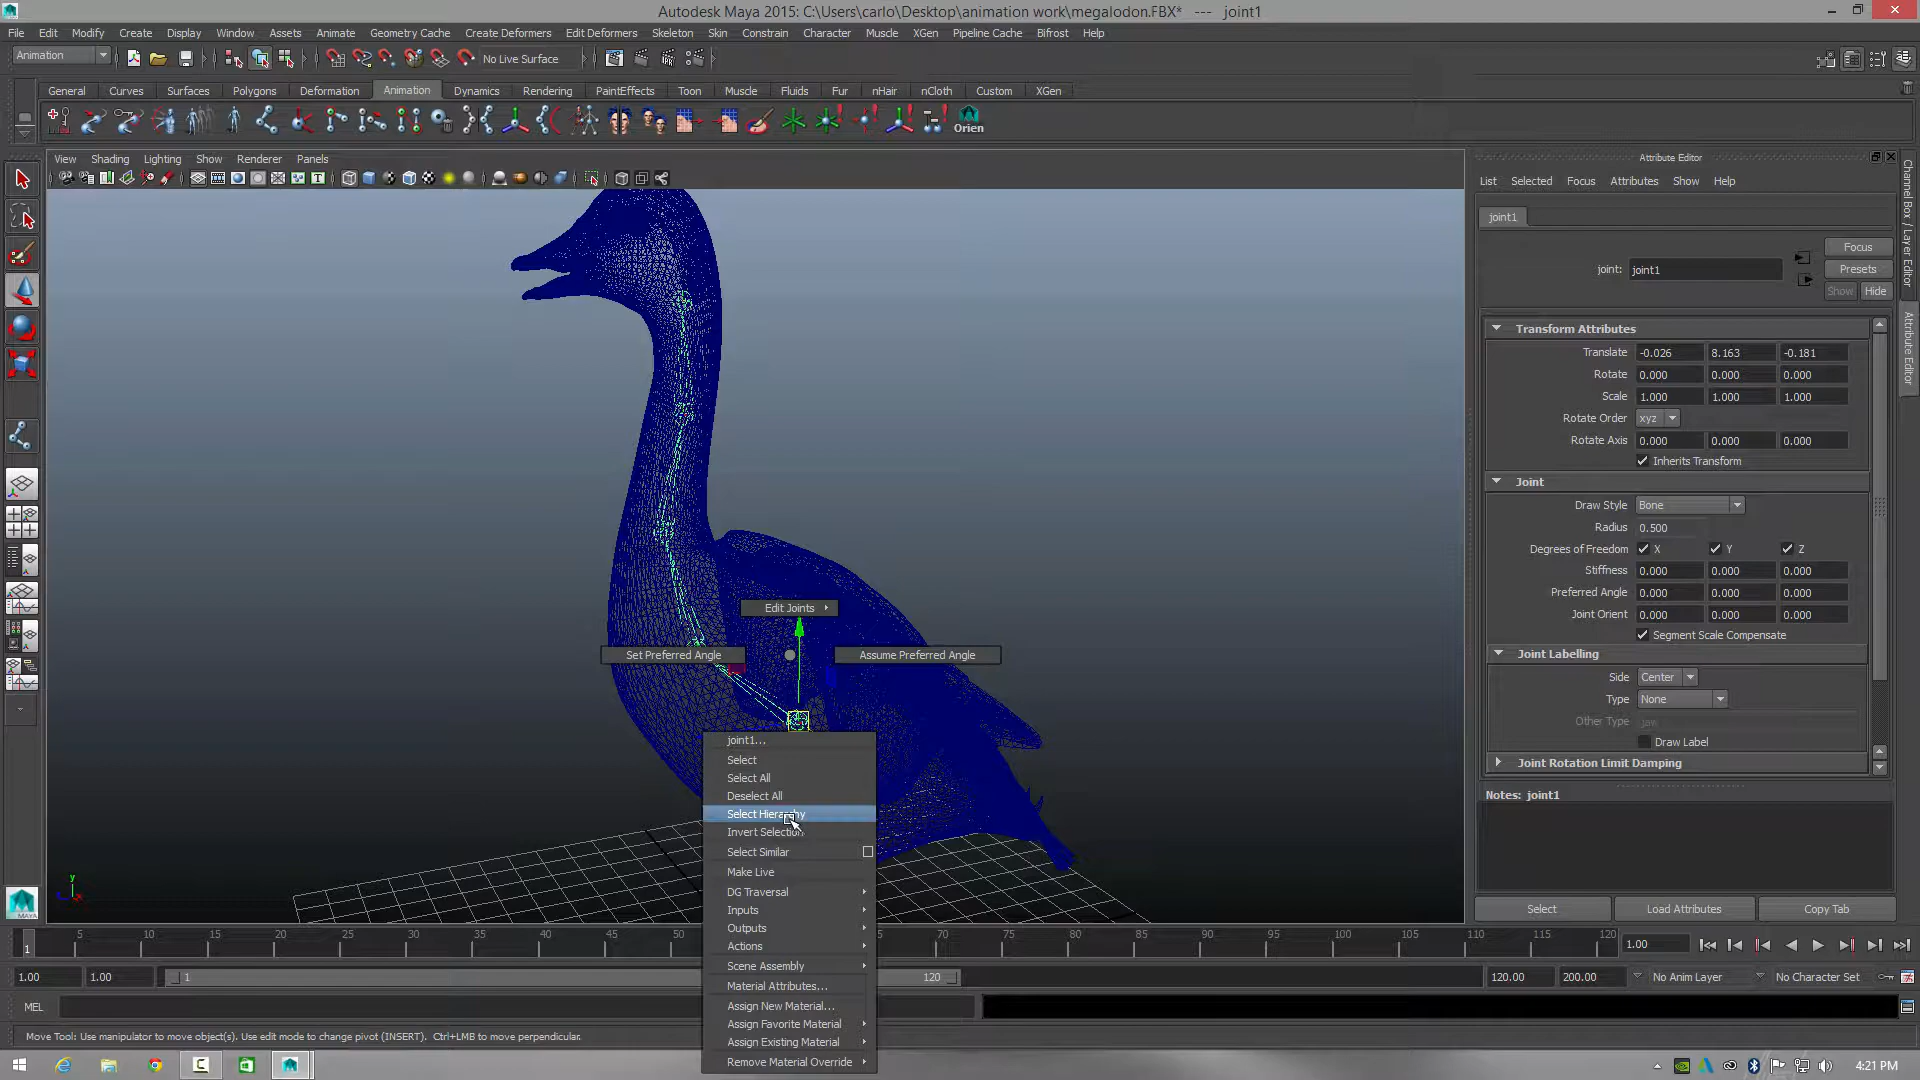 Autodesk Maya 2015: C:\Users\carlo\Desktop\animation work\megalodon.FBX* --- joint1
File Edit Modify Create Display Window Assets Animate Geometry Cache Create Deformers Edit Deformers Skeleton Skin Constrain Character Muscle XGen Pipeline Cache Bifrost Help
Animation No Live Surface
General Curves Surfaces Polygons Deformation Animation Dynamics Rendering PaintEffects Toon Muscle Fluids Fur nHair nCloth Custom XGen
Orien
View Shading Lighting Show Renderer Panels
Attribute Editor
List Selected Focus Attributes Show Help
joint1
joint: joint1
Focus
Presets
Show Hide
Transform Attributes
Translate -0.026 8.163 -0.181
Rotate 0.000 0.000 0.000
Scale 1.000 1.000 1.000
Rotate Order xyz
Rotate Axis 0.000 0.000 0.000
Inherits Transform
Joint
Draw Style Bone
Radius 0.500
Degrees of Freedom X Y Z
Stiffness 0.000 0.000 0.000
Preferred Angle 0.000 0.000 0.000
Joint Orient 0.000 0.000 0.000
Segment Scale Compensate
Joint Labelling
Side Center
Type None
Other Type jaw
Draw Label
Joint Rotation Limit Damping
Notes: joint1
Select Load Attributes Copy Tab
Channel Box / Layer Editor
Attribute Editor
Edit Joints
Set Preferred Angle Assume Preferred Angle
joint1...
Select
Select All
Deselect All
Select Hierarchy
Invert Selection
Select Similar
Make Live
DG Traversal
Inputs
Outputs
Actions
Scene Assembly
Material Attributes...
Assign New Material...
Assign Favorite Material
Assign Existing Material
Remove Material Override
y
1 5 10 15 20 25 30 35 40 45 50 65 70 75 80 85 90 95 100 105 110 115 120 1.00
1.00 1.00 1 120 120.00 200.00 No Anim Layer No Character Set
MEL
Move Tool: Use manipulator to move object(s). Use edit mode to change pivot (INSERT). Ctrl+LMB to move perpendicular.
MAYA
4:21 PM